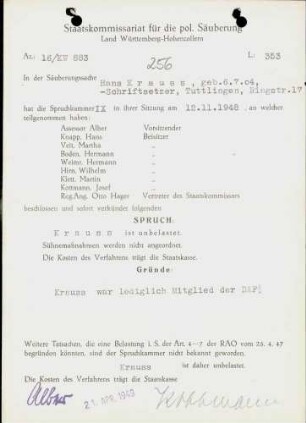 Staatskommissariat für die pol. Säuberung
Land Württemberg-Hohenzollern
Az: 16/KV 883
L: 353
256
In der Säuberungssache
Hans Krauss, geb.6.7.04,
-Schriftsetzer, Tuttlingen, Ringstr.17
hat die Spruchkammer IX in ihrer Sitzung am 12.11.1948, an welcher
teilgenommen haben:
Assessor Alber Vorsitzender
Knapp, Hans Beisitzer
Veit, Martha
Boden, Hermann
Weine, Hermann
Hirn, Wilhelm
Klett, Martin
Kottmann, Josef
Reg.Ang. Otto Hager Vertreter des Staatskommissars
beschlossen und sofort verkündet folgenden
SPRUCH:
Krauss ist unbelastet.
Sühnemaßnahmen werden nicht angeordnet.
Die Kosten des Verfahrens trägt die Staatskasse.
Gründe:
Krauss war lediglich Mitglied der DAF.
Weitere Tatsachen, die eine Belastung i. S. der Art. 4-7 der RAO vom 25. 4. 47
begründen könnten, sind der Spruchkammer nicht bekannt geworden.
Krauss ist daher unbelastet.
Die Kosten des Verfahrens trägt die Staatskasse
Alber
21. APR. 1949
Kottmann